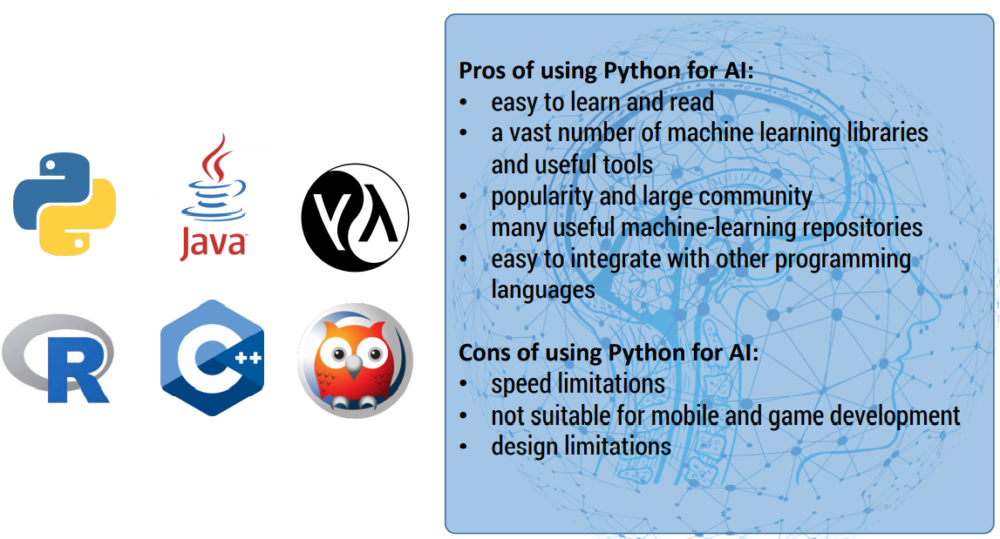 Java™
R
C++
Yλ
Pros of using Python for AI:
• easy to learn and read
• a vast number of machine learning libraries
and useful tools
• popularity and large community
• many useful machine-learning repositories
• easy to integrate with other programming
languages
Cons of using Python for AI:
• speed limitations
• not suitable for mobile and game development
• design limitations